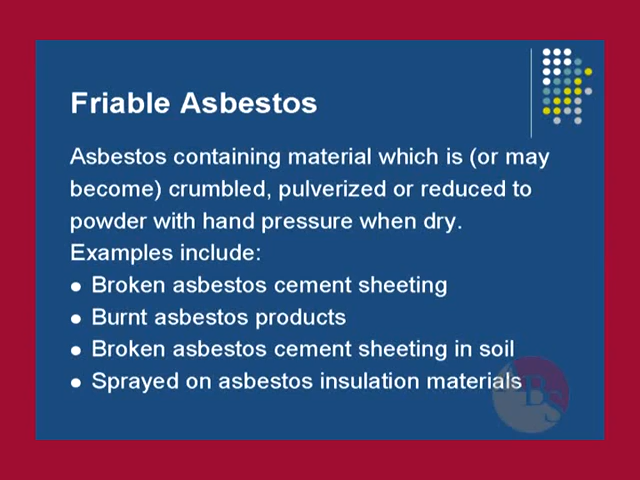 Friable Asbestos
Asbestos containing material which is (or may
become) crumbled, pulverized or reduced to
powder with hand pressure when dry.
Examples include:
● Broken asbestos cement sheeting
● Burnt asbestos products
● Broken asbestos cement sheeting in soil
● Sprayed on asbestos insulation materials
BS